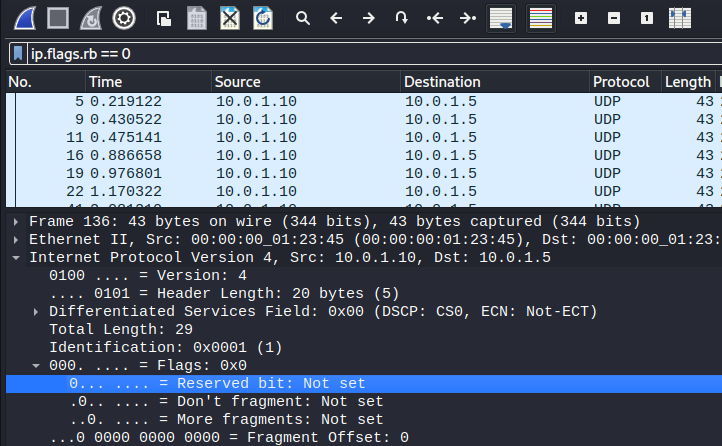 ip.flags.rb == 0
No. Time Source Destination Protocol Length
5 0.219122 10.0.1.10 10.0.1.5 UDP 43
9 0.430522 10.0.1.10 10.0.1.5 UDP 43
11 0.475141 10.0.1.10 10.0.1.5 UDP 43
16 0.886658 10.0.1.10 10.0.1.5 UDP 43
19 0.976801 10.0.1.10 10.0.1.5 UDP 43
22 1.170322 10.0.1.10 10.0.1.5 UDP 43
Frame 136: 43 bytes on wire (344 bits), 43 bytes captured (344 bits)
Ethernet II, Src: 00:00:00_01:23:45 (00:00:00:01:23:45), Dst: 00:00:00_01:23:
Internet Protocol Version 4, Src: 10.0.1.10, Dst: 10.0.1.5
0100 .... = Version: 4
.... 0101 = Header Length: 20 bytes (5)
Differentiated Services Field: 0x00 (DSCP: CS0, ECN: Not-ECT)
Total Length: 29
Identification: 0x0001 (1)
000. .... = Flags: 0x0
0... .... = Reserved bit: Not set
.0.. .... = Don't fragment: Not set
..0. .... = More fragments: Not set
...0 0000 0000 0000 = Fragment Offset: 0